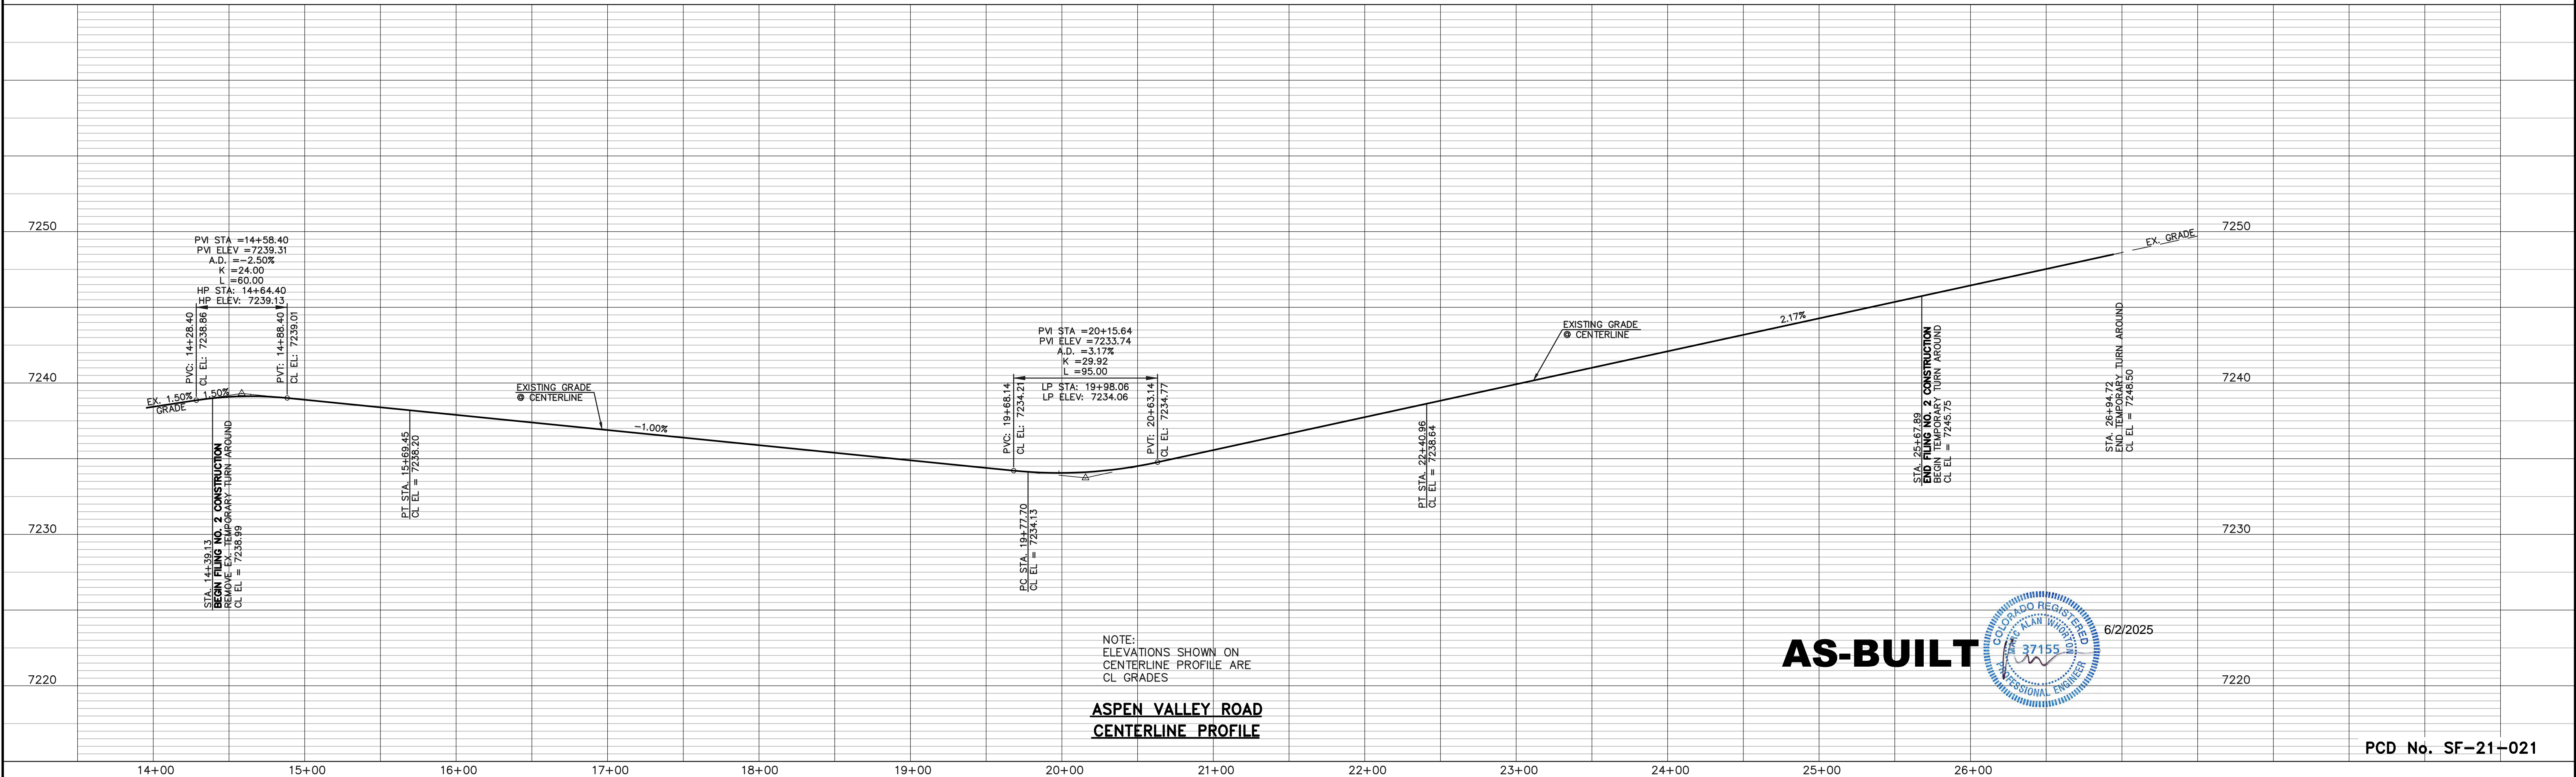 7250
7240
7230
7220
PVI STA =14+58.40
PVI ELEV =7239.31
A.D. =-2.50%
K =24.00
L =60.00
HP STA: 14+64.40
HP ELEV: 7239.13
PVC: 14+28.40
CL EL: 7238.86
PVT: 14+88.40
CL EL: 7239.01
EX. 1.50%
GRADE
1.50%
STA. 14+39.13
BEGIN FILING NO. 2 CONSTRUCTION
REMOVE EX. TEMPORARY TURN AROUND
CL EL = 7238.99
PT STA. 15+69.45
CL EL = 7238.20
EXISTING GRADE
@ CENTERLINE
-1.00%
PVI STA =20+15.64
PVI ELEV =7233.74
A.D. =3.17%
K =29.92
L =95.00
LP STA: 19+98.06
LP ELEV: 7234.06
PVC: 19+68.14
CL EL: 7234.21
PVT: 20+63.14
CL EL: 7234.77
PC STA. 19+77.70
CL EL = 7234.13
PT STA. 22+40.96
CL EL = 7238.64
EXISTING GRADE
@ CENTERLINE
2.17%
STA. 25+67.89
END FILING NO. 2 CONSTRUCTION
BEGIN TEMPORARY TURN AROUND
CL EL = 7245.75
STA. 26+94.72
END TEMPORARY TURN AROUND
CL EL = 7248.50
EX. GRADE
7250
7240
7230
7220
NOTE:
ELEVATIONS SHOWN ON
CENTERLINE PROFILE ARE
CL GRADES
ASPEN VALLEY ROAD
CENTERLINE PROFILE
AS-BUILT
COLORADO REGISTERED
MARC ALAN WHORTON
37155
PROFESSIONAL ENGINEER
6/2/2025
PCD No. SF-21-021
14+00
15+00
16+00
17+00
18+00
19+00
20+00
21+00
22+00
23+00
24+00
25+00
26+00